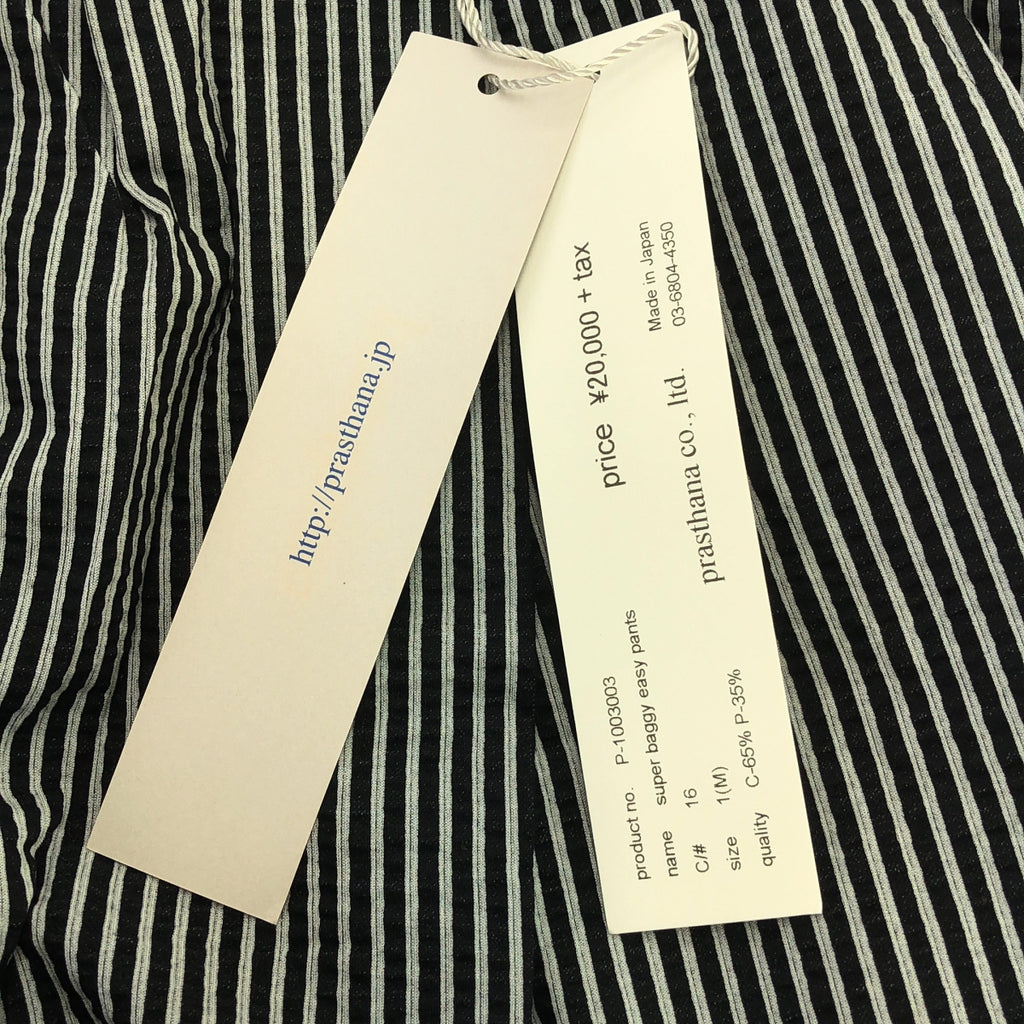 http://prasthana.jp
product no. P-1003003
name super baggy easy pants
C/# 16
size 1(M)
quality C-65% P-35%
price ¥20,000 + tax
prasthana co., ltd.
Made in Japan
03-6804-4350